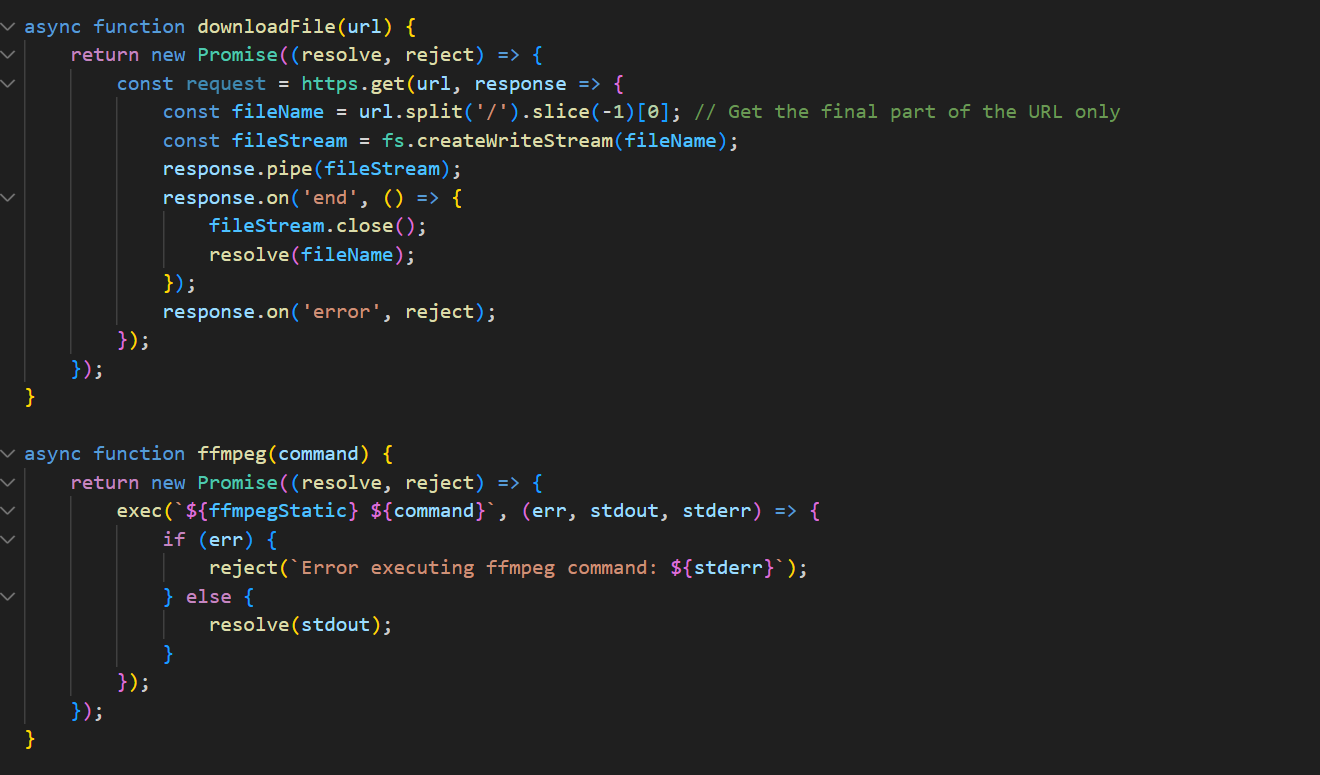 async function downloadFile(url) {
    return new Promise((resolve, reject) => {
        const request = https.get(url, response => {
            const fileName = url.split('/').slice(-1)[0]; // Get the final part of the URL only
            const fileStream = fs.createWriteStream(fileName);
            response.pipe(fileStream);
            response.on('end', () => {
                fileStream.close();
                resolve(fileName);
            });
            response.on('error', reject);
        });
    });
}

async function ffmpeg(command) {
    return new Promise((resolve, reject) => {
        exec(`${ffmpegStatic} ${command}`, (err, stdout, stderr) => {
            if (err) {
                reject(`Error executing ffmpeg command: ${stderr}`);
            } else {
                resolve(stdout);
            }
        });
    });
}